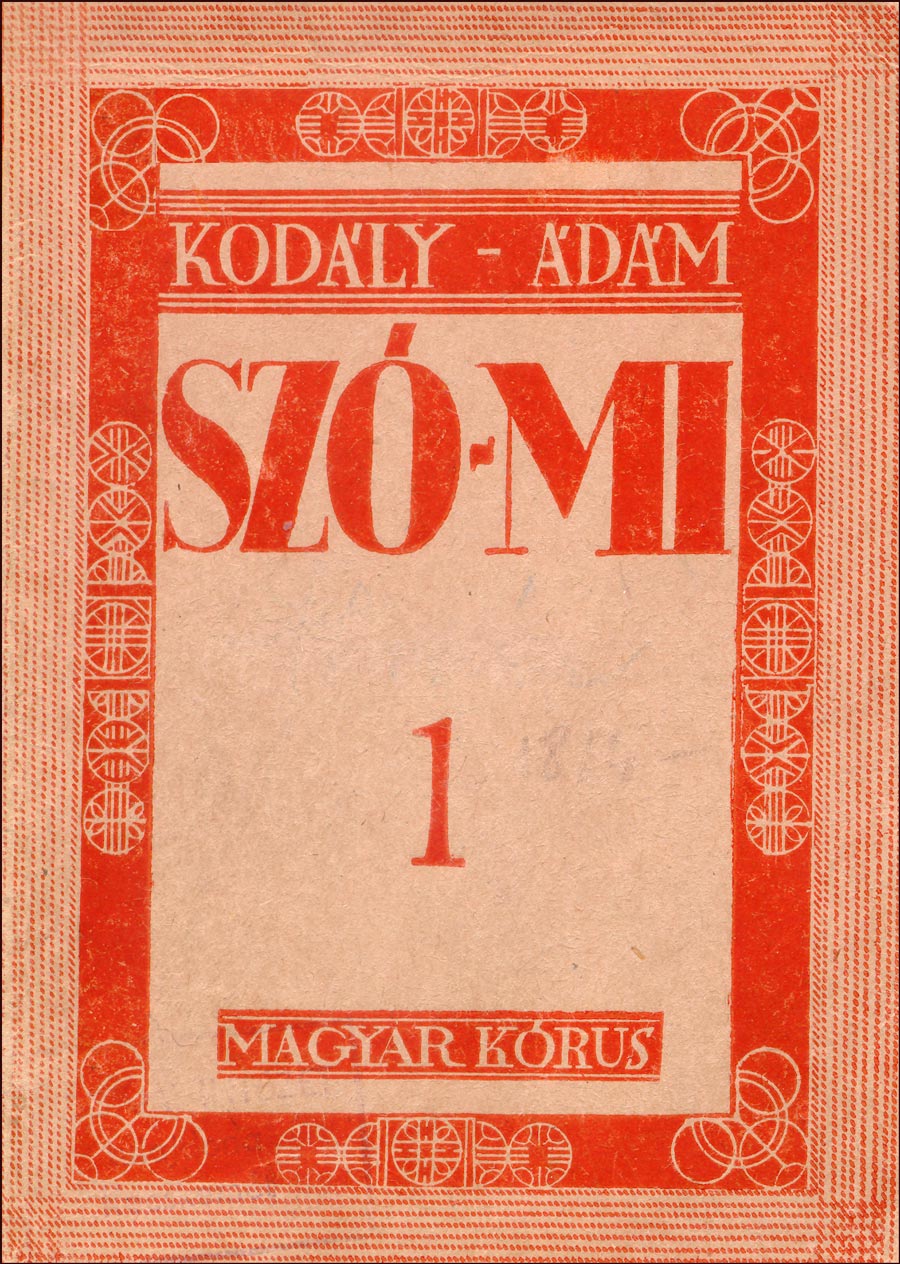 KODÁLY - ÁDÁM
SZÓ-MI
1
MAGYAR KÓRUS